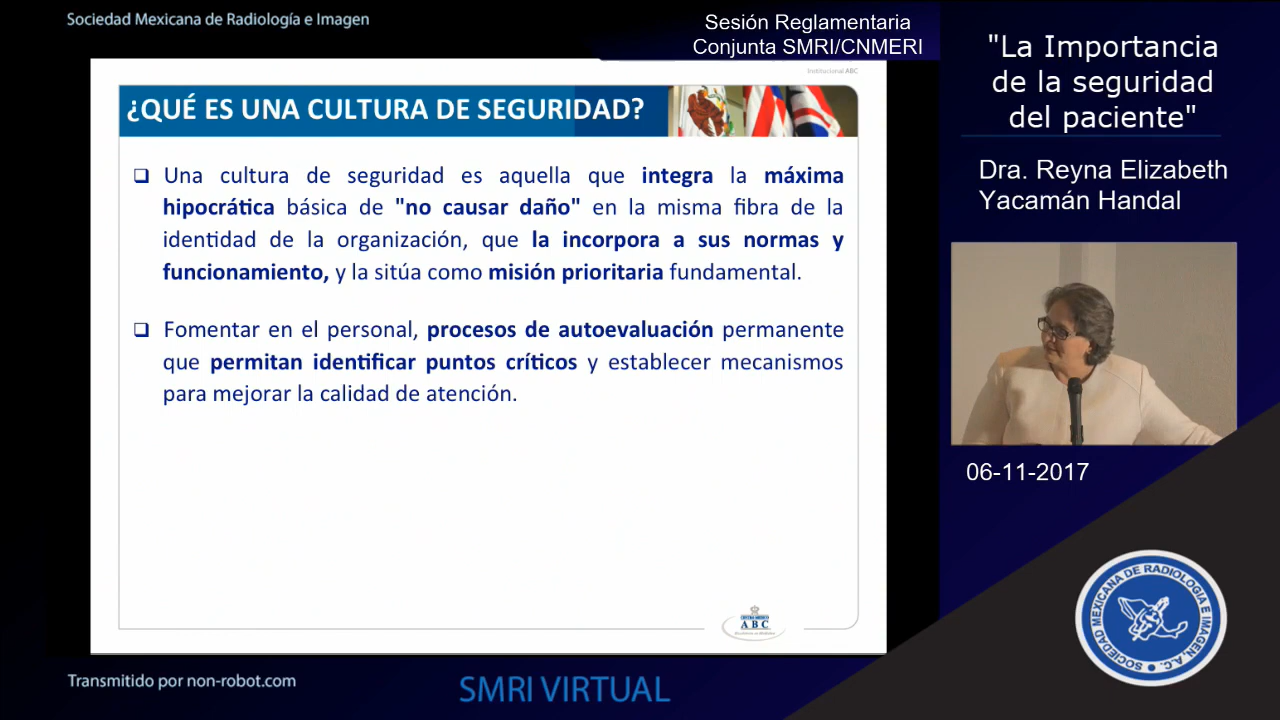 Sociedad Mexicana de Radiología e Imagen
Sesión Reglamentaria
Conjunta SMRI/CNMERI
"La Importancia
de la seguridad
del paciente"
Dra. Reyna Elizabeth
Yacamán Handal
06-11-2017
Institucional ABC
¿QUÉ ES UNA CULTURA DE SEGURIDAD?
❑ Una cultura de seguridad es aquella que integra la máxima
hipocrática básica de "no causar daño" en la misma fibra de la
identidad de la organización, que la incorpora a sus normas y
funcionamiento, y la sitúa como misión prioritaria fundamental.
❑ Fomentar en el personal, procesos de autoevaluación permanente
que permitan identificar puntos críticos y establecer mecanismos
para mejorar la calidad de atención.
CENTRO MEDICO
ABC
SOCIEDAD MEXICANA DE RADIOLOGIA E IMAGEN, A.C.
Transmitido por non-robot.com
SMRI VIRTUAL